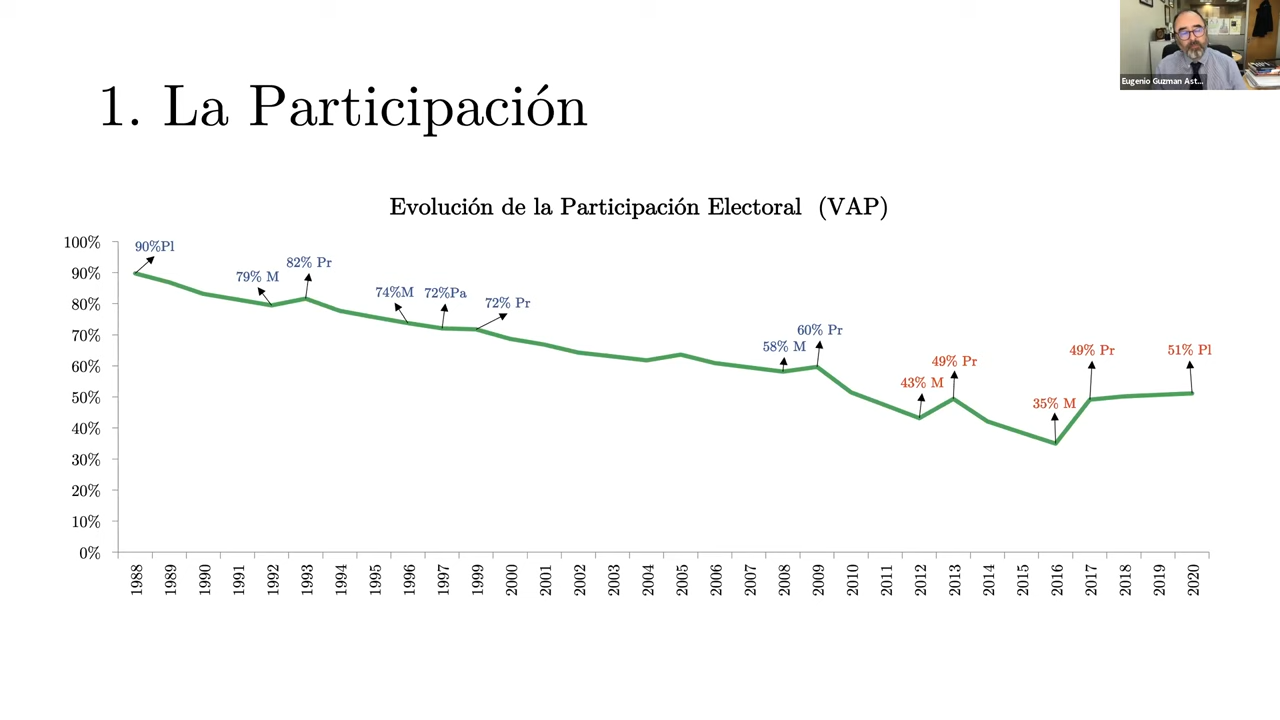 Eugenio Guzman Ast...
1. La Participación
Evolución de la Participación Electoral (VAP)
100%
90%
80%
70%
60%
50%
40%
30%
20%
10%
0%
90%Pl
79% M
82% Pr
74%M
72%Pa
72% Pr
58% M
60% Pr
43% M
49% Pr
35% M
49% Pr
51% Pl
1988
1989
1990
1991
1992
1993
1994
1995
1996
1997
1999
2000
2001
2002
2003
2004
2005
2006
2007
2008
2009
2010
2011
2012
2013
2014
2015
2016
2017
2018
2019
2020